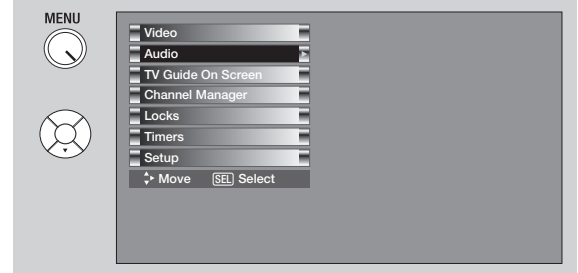 MENU
Video
Audio
TV Guide On Screen
Channel Manager
Locks
Timers
Setup
Move SEL Select